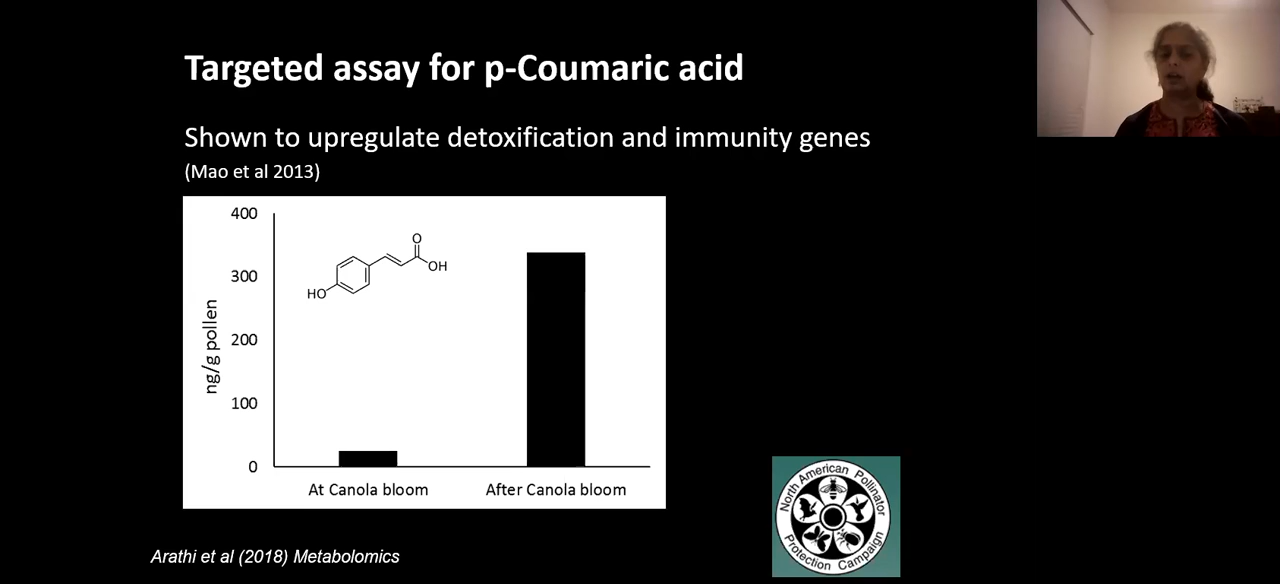 Targeted assay for p-Coumaric acid
Shown to upregulate detoxification and immunity genes
(Mao et al 2013)
400
300
200
100
0
ng/g pollen
O
OH
HO
At Canola bloom
After Canola bloom
North American Pollinator
Protection Campaign
Arathi et al (2018) Metabolomics